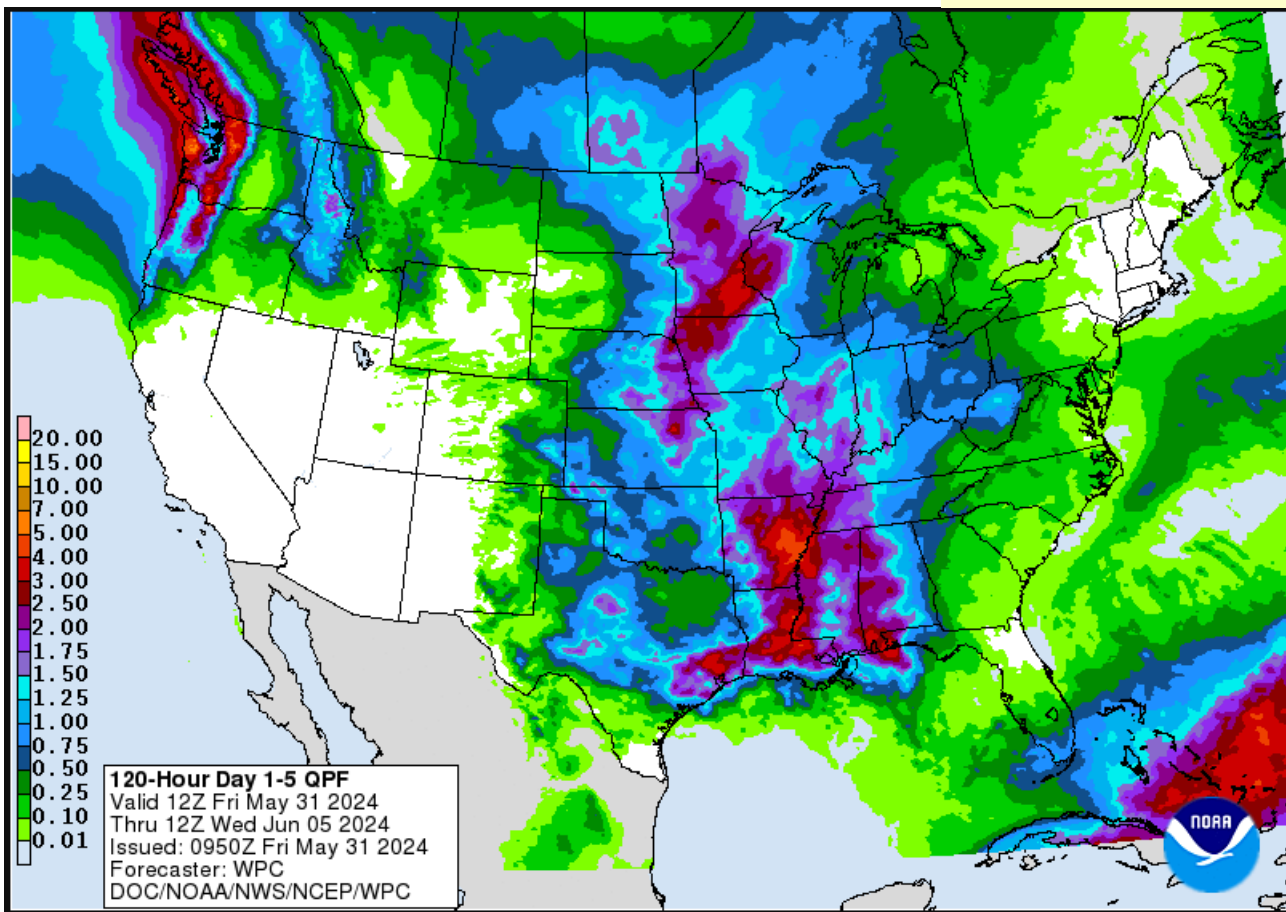 20.00
15.00
10.00
7.00
5.00
4.00
3.00
2.50
2.00
1.75
1.50
1.25
1.00
0.75
0.50
0.25
0.10
0.01
120-Hour Day 1-5 QPF
Valid 12Z Fri May 31 2024
Thru 12Z Wed Jun 05 2024
Issued: 0950Z Fri May 31 2024
Forecaster: WPC
DOC/NOAA/NWS/NCEP/WPC
NOAA